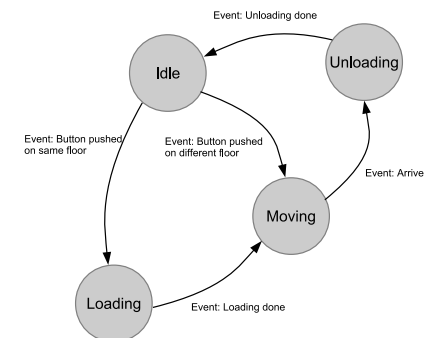 Event: Unloading done
Idle
Unloading
Event: Button pushed
on same floor
Event: Button pushed
on different floor
Event: Arrive
Moving
Loading
Event: Loading done